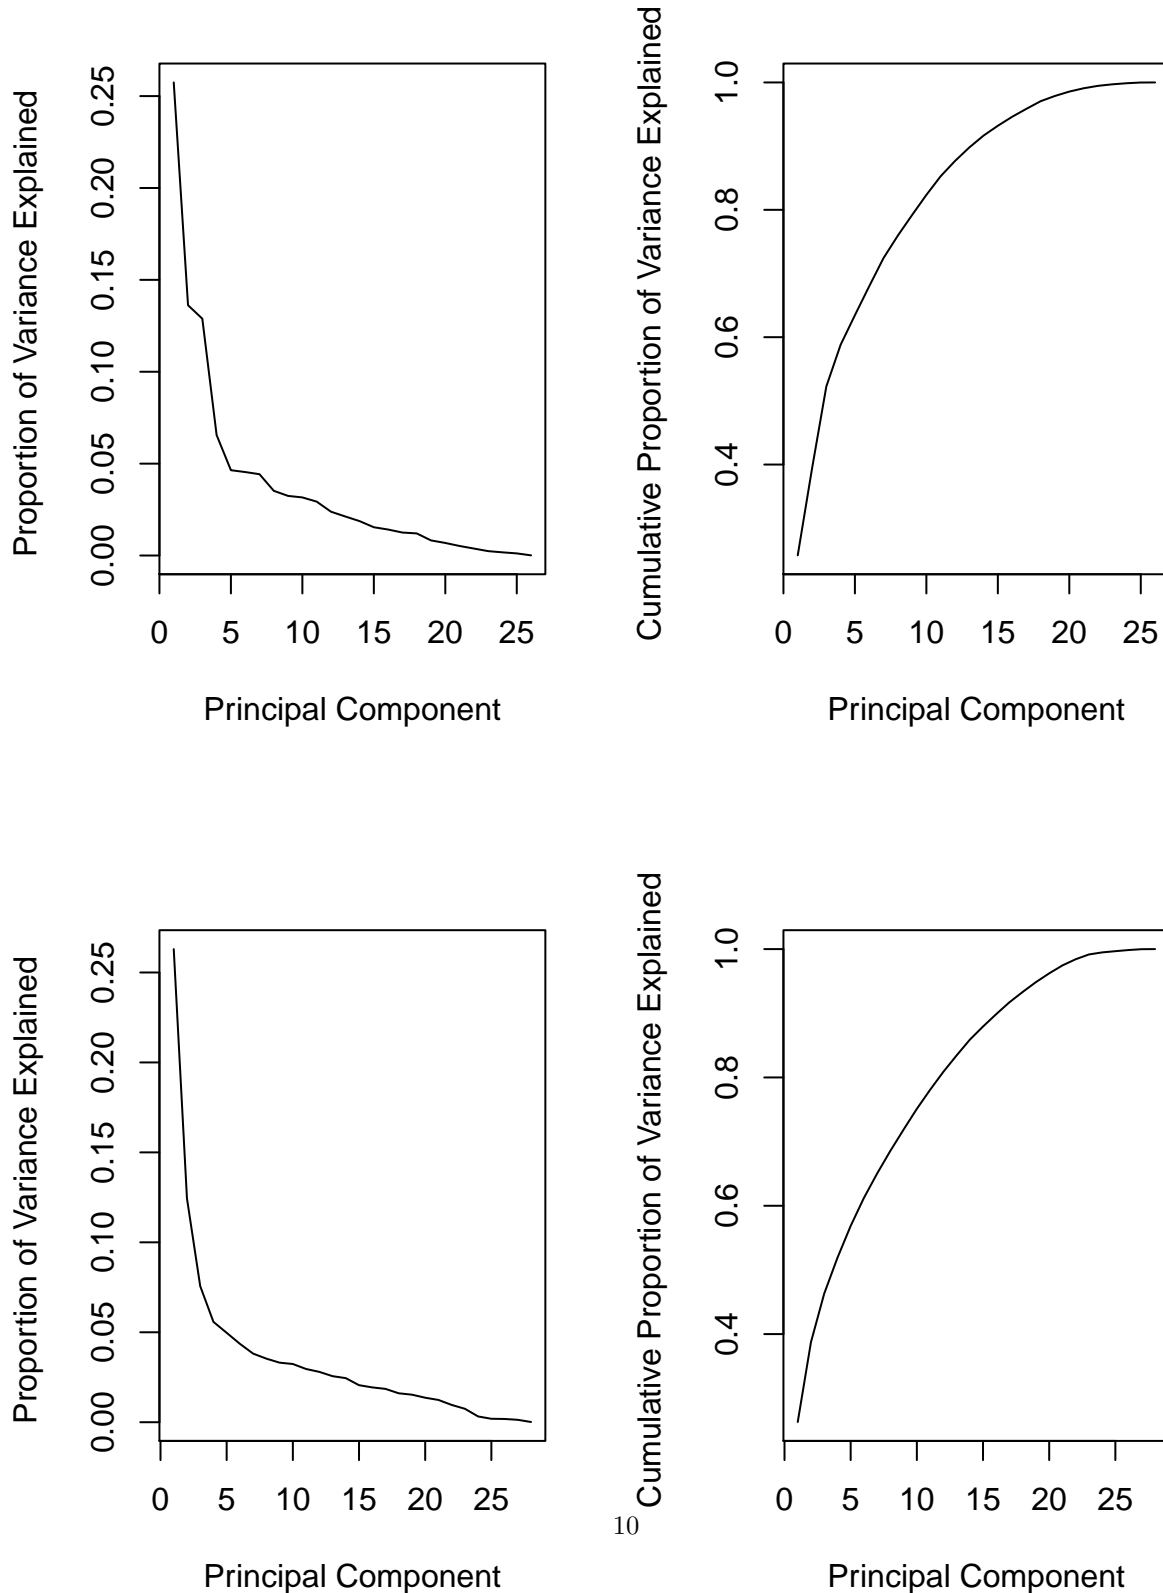 Proportion of Variance Explained
0.00 0.05 0.10 0.15 0.20 0.25
0 5 10 15 20 25
Principal Component
Cumulative Proportion of Variance Explained
0.4 0.6 0.8 1.0
0 5 10 15 20 25
Principal Component
Proportion of Variance Explained
0.00 0.05 0.10 0.15 0.20 0.25
0 5 10 15 20 25
Principal Component
Cumulative Proportion of Variance Explained
0.4 0.6 0.8 1.0
0 5 10 15 20 25
Principal Component
10